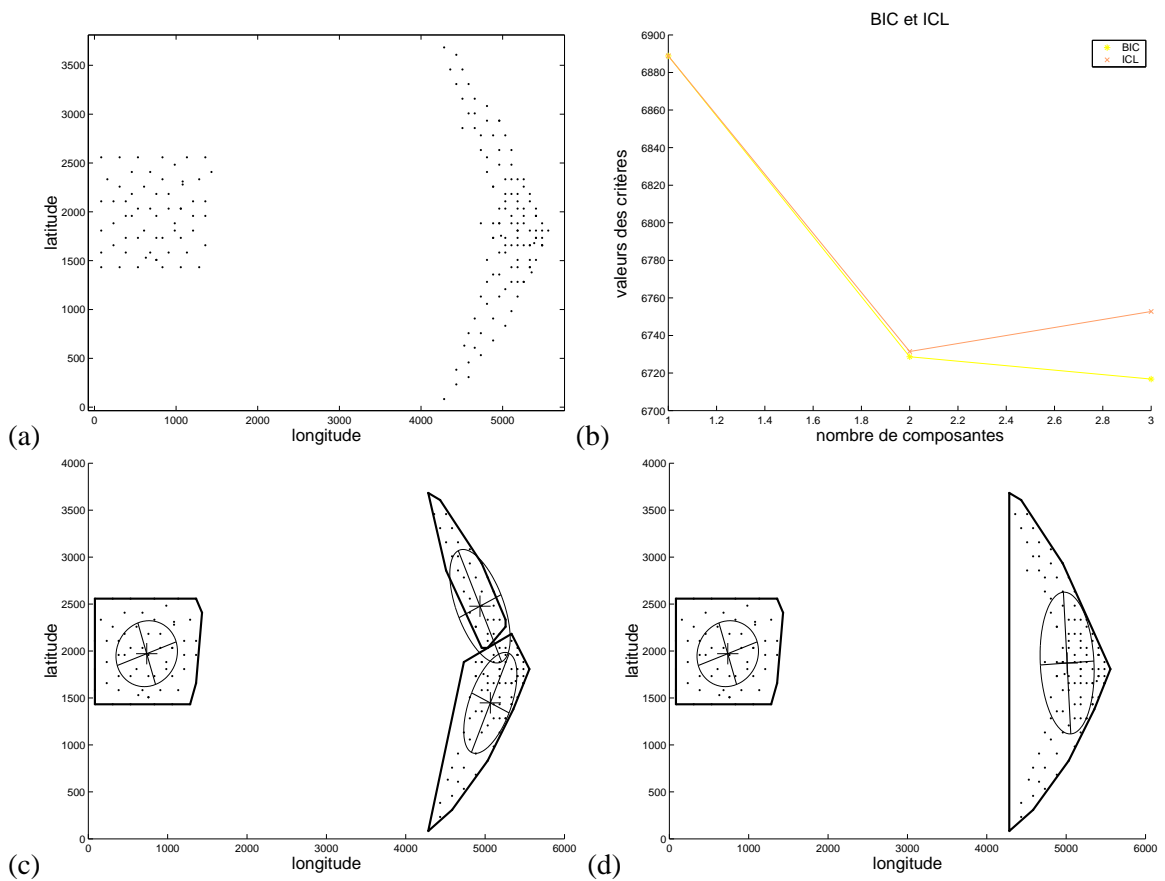 3500
3000
2500
2000
1500
1000
500
0
latitude
0 1000 2000 3000 4000 5000
longitude
(a)
BIC et ICL
6900
6880
6860
6840
6820
6800
6780
6760
6740
6720
6700
valeurs des critères
BIC
ICL
1 1.2 1.4 1.6 1.8 2 2.2 2.4 2.6 2.8 3
nombre de composantes
(b)
4000
3500
3000
2500
2000
1500
1000
500
0
latitude
0 1000 2000 3000 4000 5000 6000
longitude
(c)
4000
3500
3000
2500
2000
1500
1000
500
0
latitude
0 1000 2000 3000 4000 5000 6000
longitude
(d)